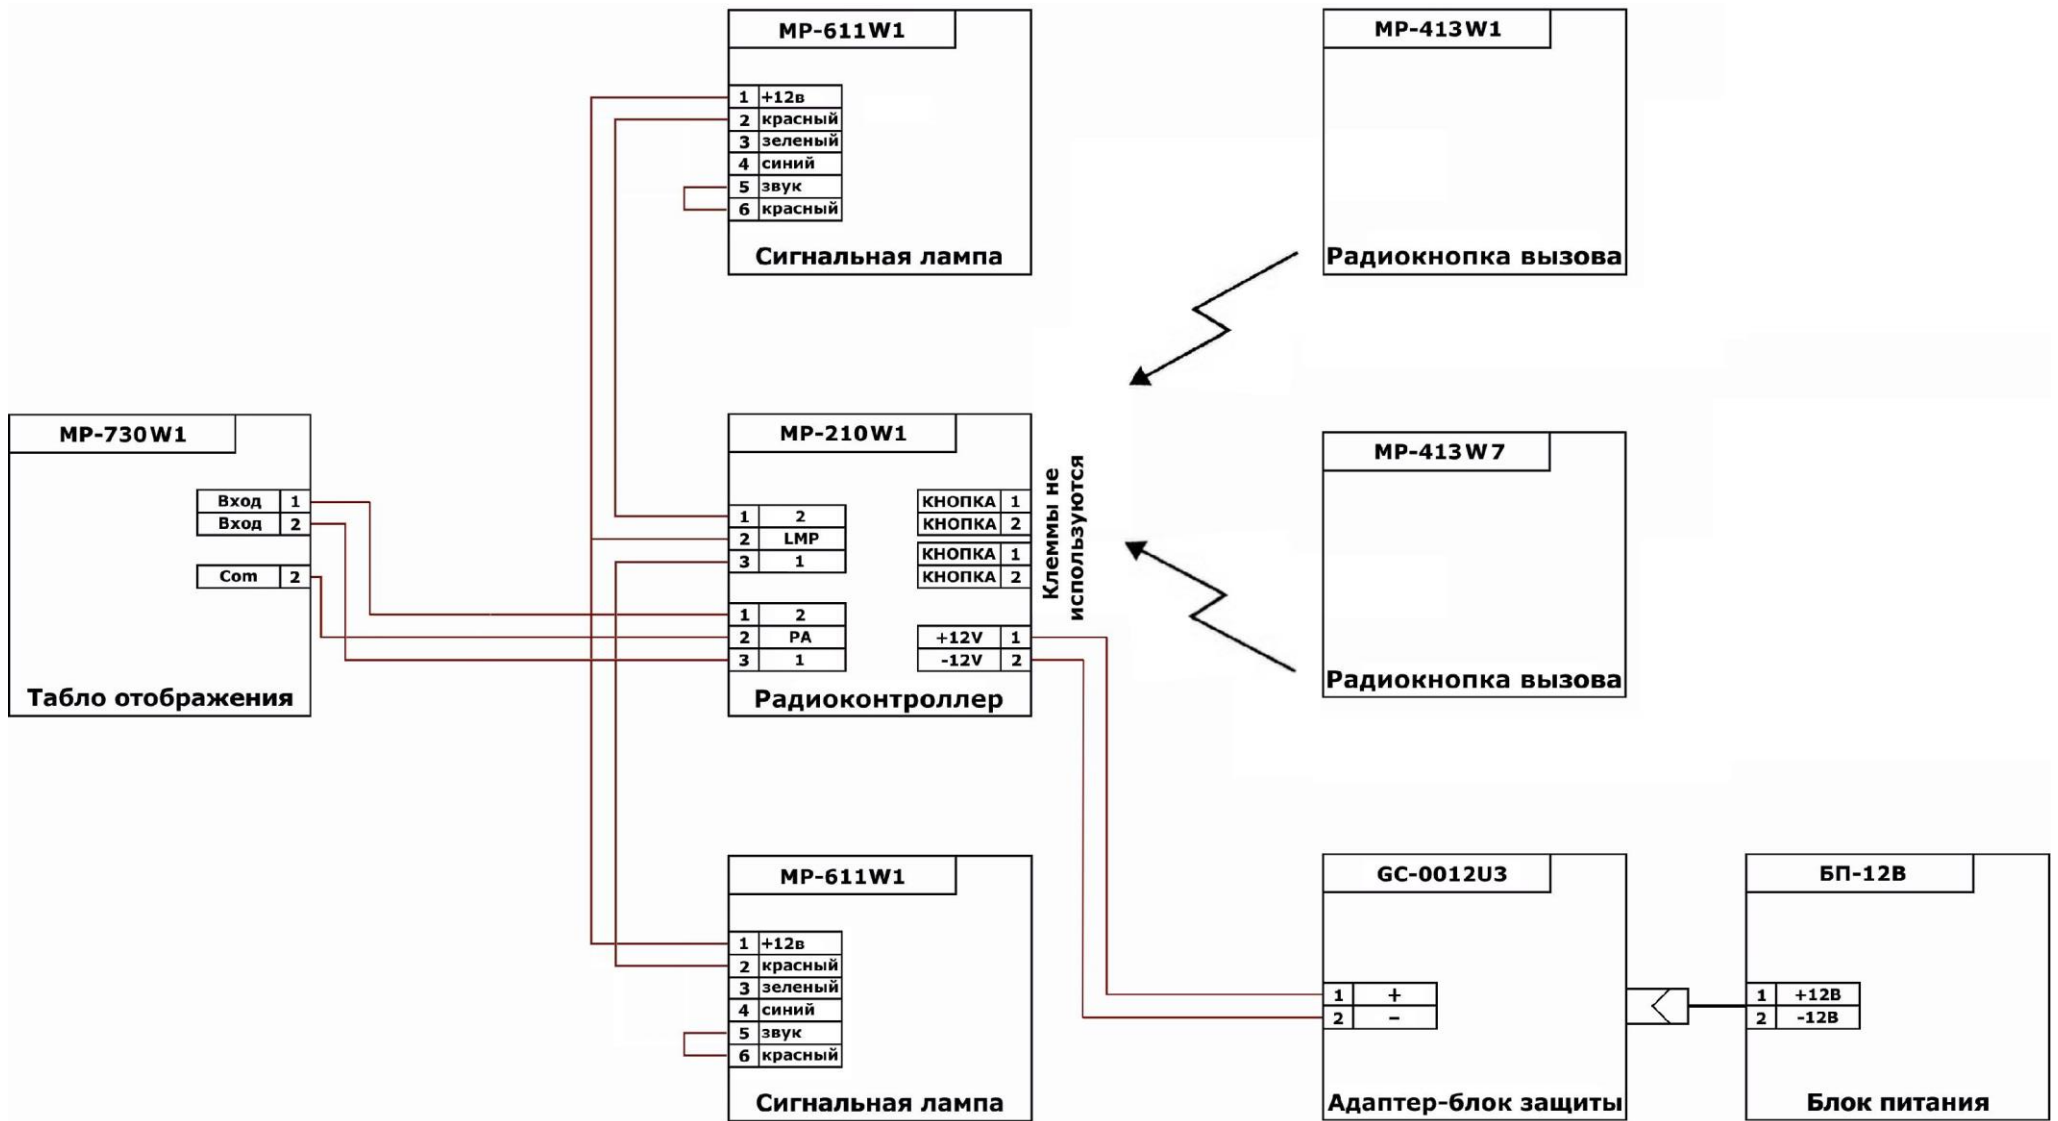 MP-611W1
1 +12в
2 красный
3 зеленый
4 синий
5 звук
6 красный
Сигнальная лампа
MP-413W1
Радиокнопка вызова
MP-730W1
Вход 1
Вход 2
Com 2
Табло отображения
MP-210W1
1 2
2 LMP
3 1
1 2
2 PA
3 1
КНОПКА 1
КНОПКА 2
КНОПКА 1
КНОПКА 2
+12V 1
-12V 2
Радиоконтроллер
Клеммы не
используются
MP-413W7
Радиокнопка вызова
MP-611W1
1 +12в
2 красный
3 зеленый
4 синий
5 звук
6 красный
Сигнальная лампа
GC-0012U3
1 +
2 –
Адаптер-блок защиты
БП-12В
1 +12В
2 -12В
Блок питания